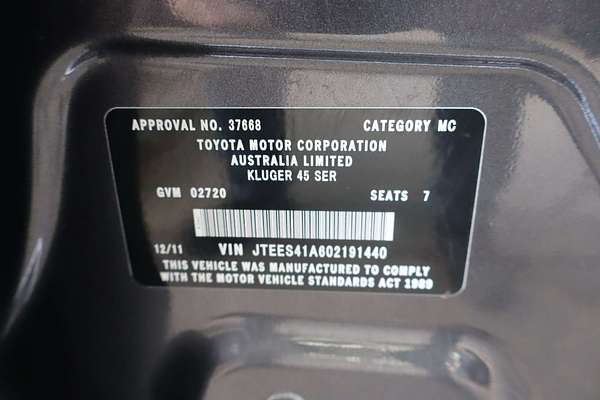 APPROVAL NO. 37668 CATEGORY MC
TOYOTA MOTOR CORPORATION
AUSTRALIA LIMITED
KLUGER 45 SER
GVM 02720 SEATS 7
12/11 VIN JTEES41A602191440
THIS VEHICLE WAS MANUFACTURED TO COMPLY
WITH THE MOTOR VEHICLE STANDARDS ACT 1989